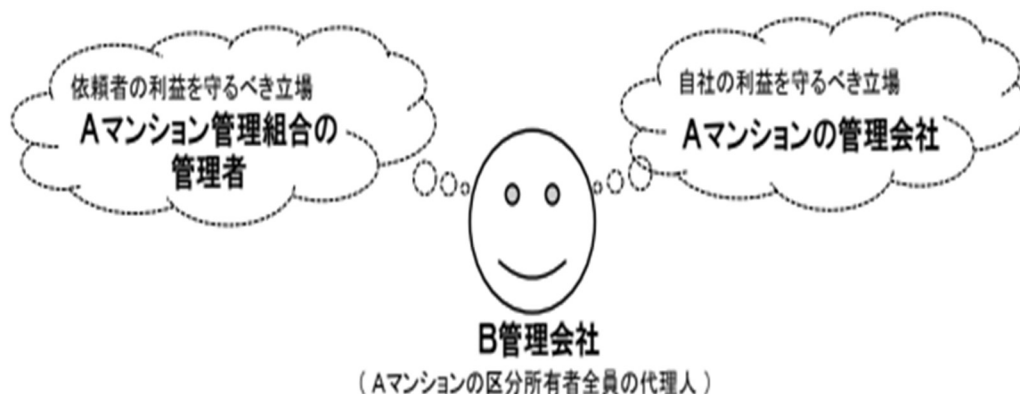 依頼者の利益を守るべき立場
Aマンション管理組合の
管理者
自社の利益を守るべき立場
Aマンションの管理会社
B管理会社
（Aマンションの区分所有者全員の代理人）